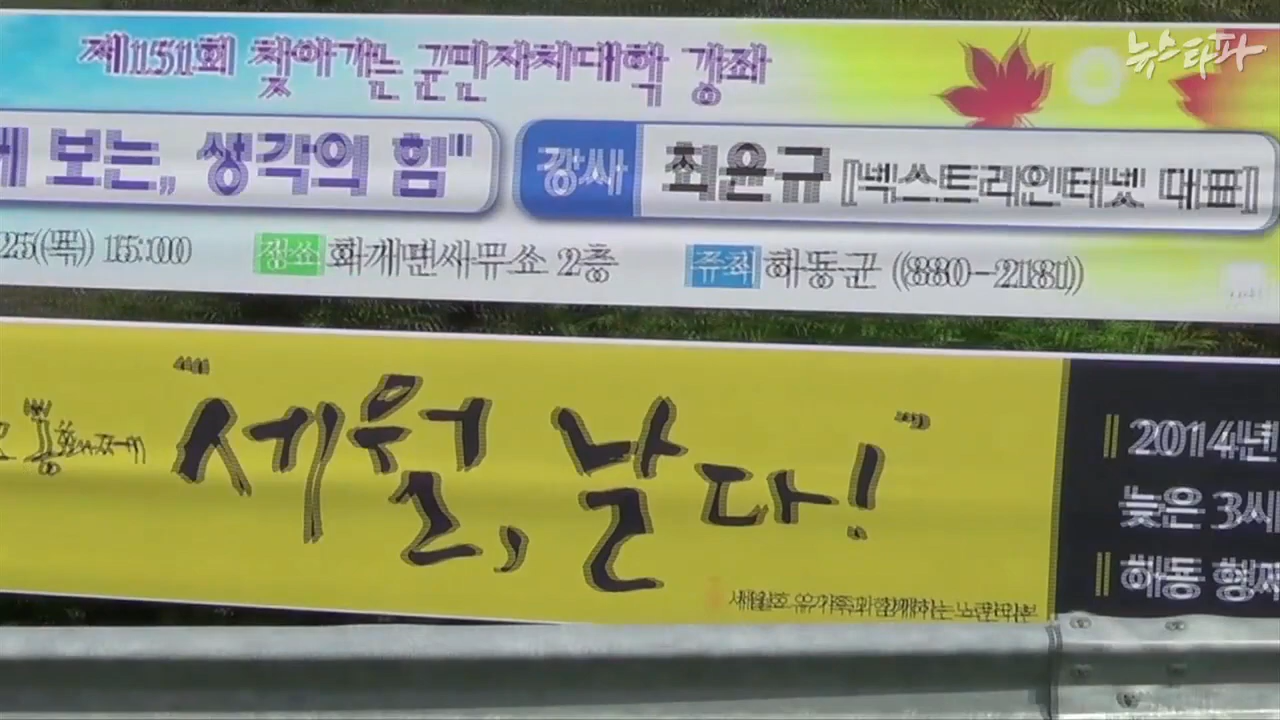 뉴스타파
제151회 찾아가는 군민자치대학 강좌
게 보는, 생각의 힘"
강사 최윤규 [넥스트라인터넷 대표]
25(목) 15:00 장소 화개면사무소 2층 주최 하동군 (880-2181)
"세월, 날다!"
2014년
늦은 3시
하동 행
세월호 유가족과 함께하는 노란리본